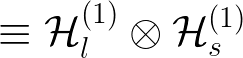 ≡ ℋ_l^{(1)} ⊗ ℋ_s^{(1)}